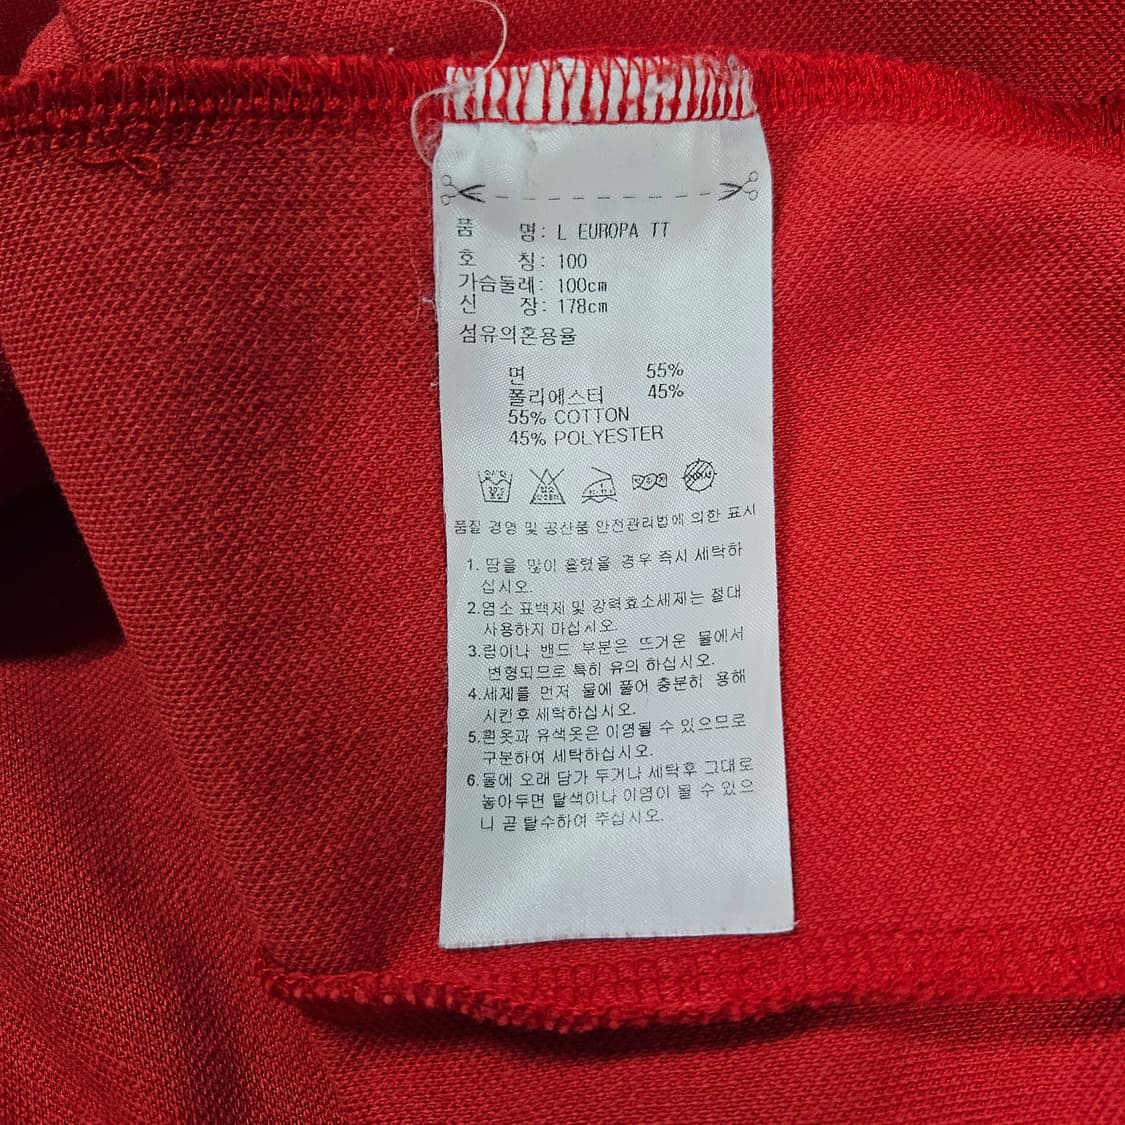 품 명: L EUROPA TT
호 칭: 100
가슴둘레: 100cm
신 장: 178cm
섬유의혼용율
면 55%
폴리에스터 45%
55% COTTON
45% POLYESTER
품질 경영 및 공산품 안전관리법에 의한 표시
1. 땀을 많이 흘렸을 경우 즉시 세탁하
십시오.
2.염소 표백제 및 강력효소세제는 절대
사용하지 마십시오.
3.럽이나 밴드 부분은 뜨거운 물에서
변형되므로 특히 유의 하십시오.
4.세제를 먼저 물에 풀어 충분히 용해
시킨후 세탁하십시오.
5.흰옷과 유색옷은 이염될 수 있으므로
구분하여 세탁하십시오.
6.물에 오래 담가 두거나 세탁후 그대로
놓아두면 탈색이나 이염이 될 수 있으
니 곧 탈수하여 주십시오.